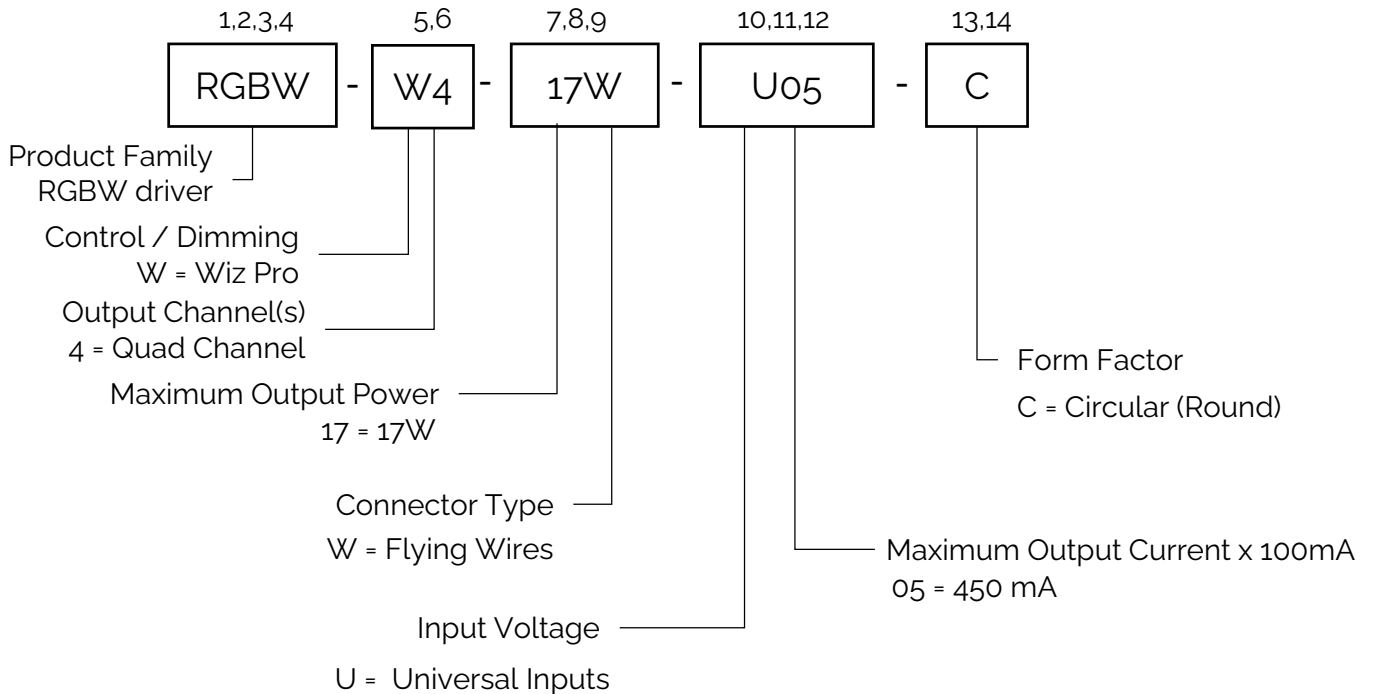 1,2,3,4 5,6 7,8,9 10,11,12 13,14
RGBW - W4 - 17W - U05 - C
Product Family
RGBW driver
Control / Dimming
W = Wiz Pro
Output Channel(s)
4 = Quad Channel
Maximum Output Power
17 = 17W
Connector Type
W = Flying Wires
Input Voltage
U = Universal Inputs
Form Factor
C = Circular (Round)
Maximum Output Current x 100mA
05 = 450 mA